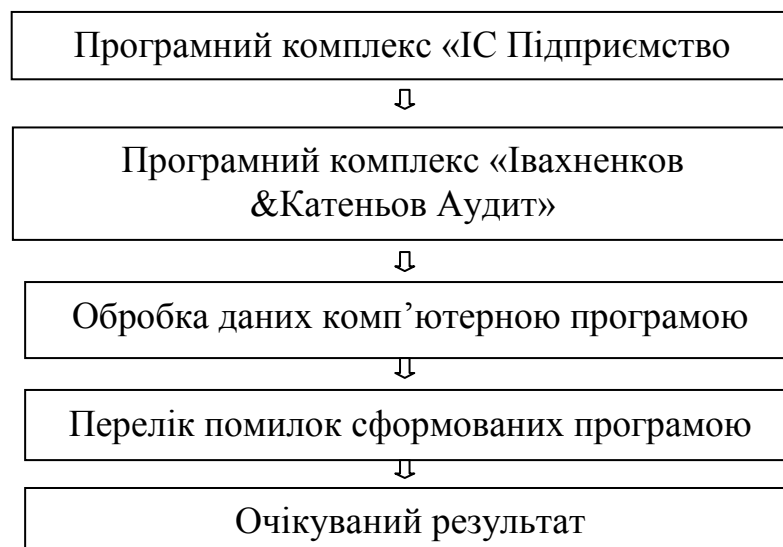 Програмний комплекс «ІС Підприємство
Програмний комплекс «Івахненков
&Катеньов Аудит»
Обробка даних комп’ютерною програмою
Перелік помилок сформованих програмою
Очікуваний результат